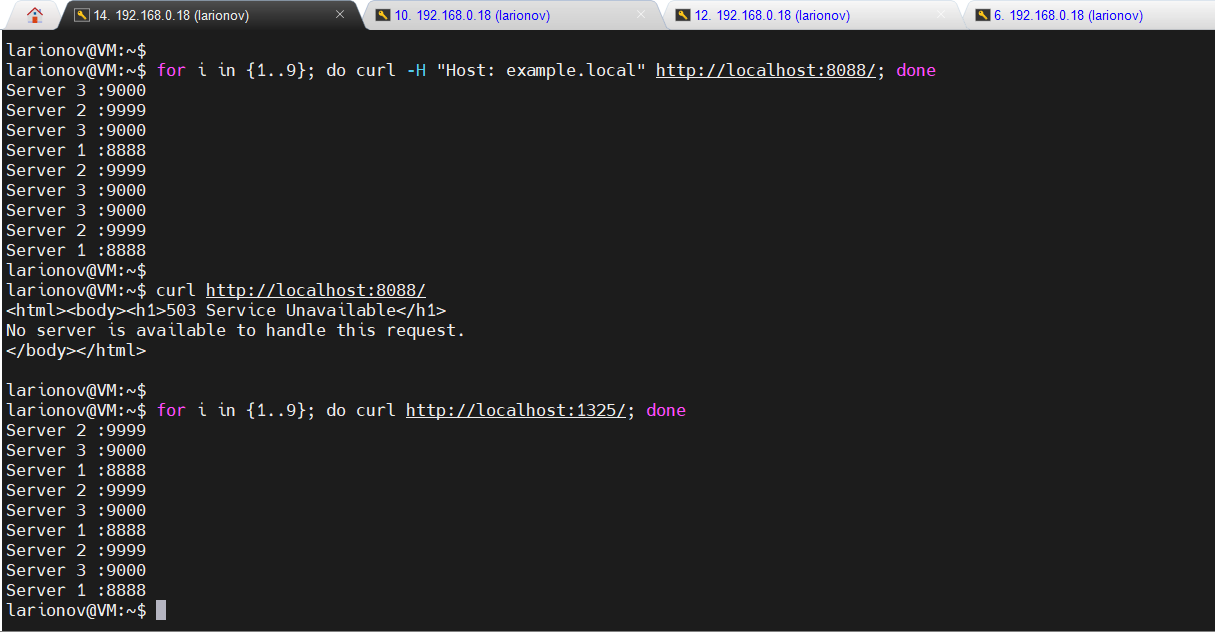 14. 192.168.0.18 (larionov)
10. 192.168.0.18 (larionov)
12. 192.168.0.18 (larionov)
6. 192.168.0.18 (larionov)
larionov@VM:~$
larionov@VM:~$ for i in {1..9}; do curl -H "Host: example.local" http://localhost:8088/; done
Server 3 :9000
Server 2 :9999
Server 3 :9000
Server 1 :8888
Server 2 :9999
Server 3 :9000
Server 3 :9000
Server 2 :9999
Server 1 :8888
larionov@VM:~$
larionov@VM:~$ curl http://localhost:8088/
<html><body><h1>503 Service Unavailable</h1>
No server is available to handle this request.
</body></html>
larionov@VM:~$
larionov@VM:~$ for i in {1..9}; do curl http://localhost:1325/; done
Server 2 :9999
Server 3 :9000
Server 1 :8888
Server 2 :9999
Server 3 :9000
Server 1 :8888
Server 2 :9999
Server 3 :9000
Server 1 :8888
larionov@VM:~$